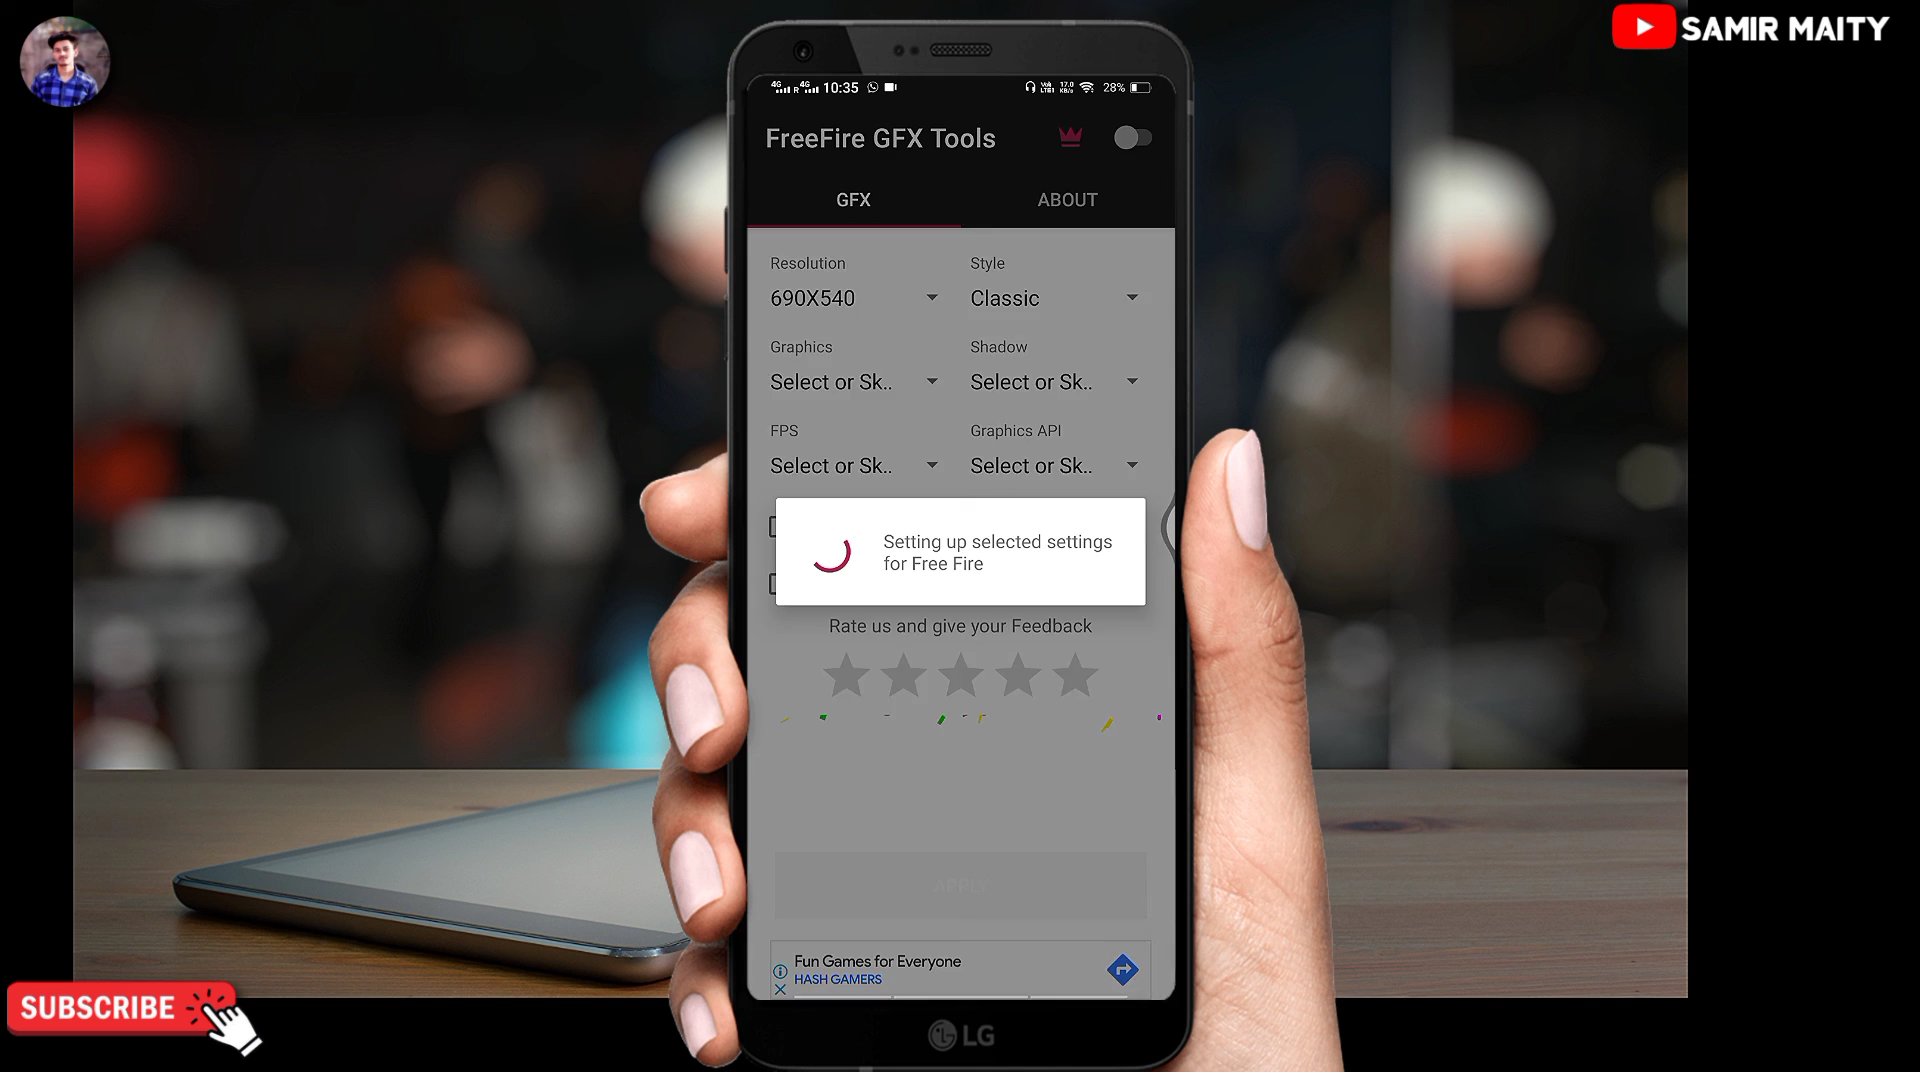 SAMIR MAITY
10:35
28%
FreeFire GFX Tools
GFX
ABOUT
Resolution
Style
690X540
Classic
Graphics
Shadow
Select or Sk..
Select or Sk..
FPS
Graphics API
Select or Sk..
Select or Sk..
Setting up selected settings
for Free Fire
Rate us and give your Feedback
APPLY
Fun Games for Everyone
HASH GAMERS
SUBSCRIBE
LG